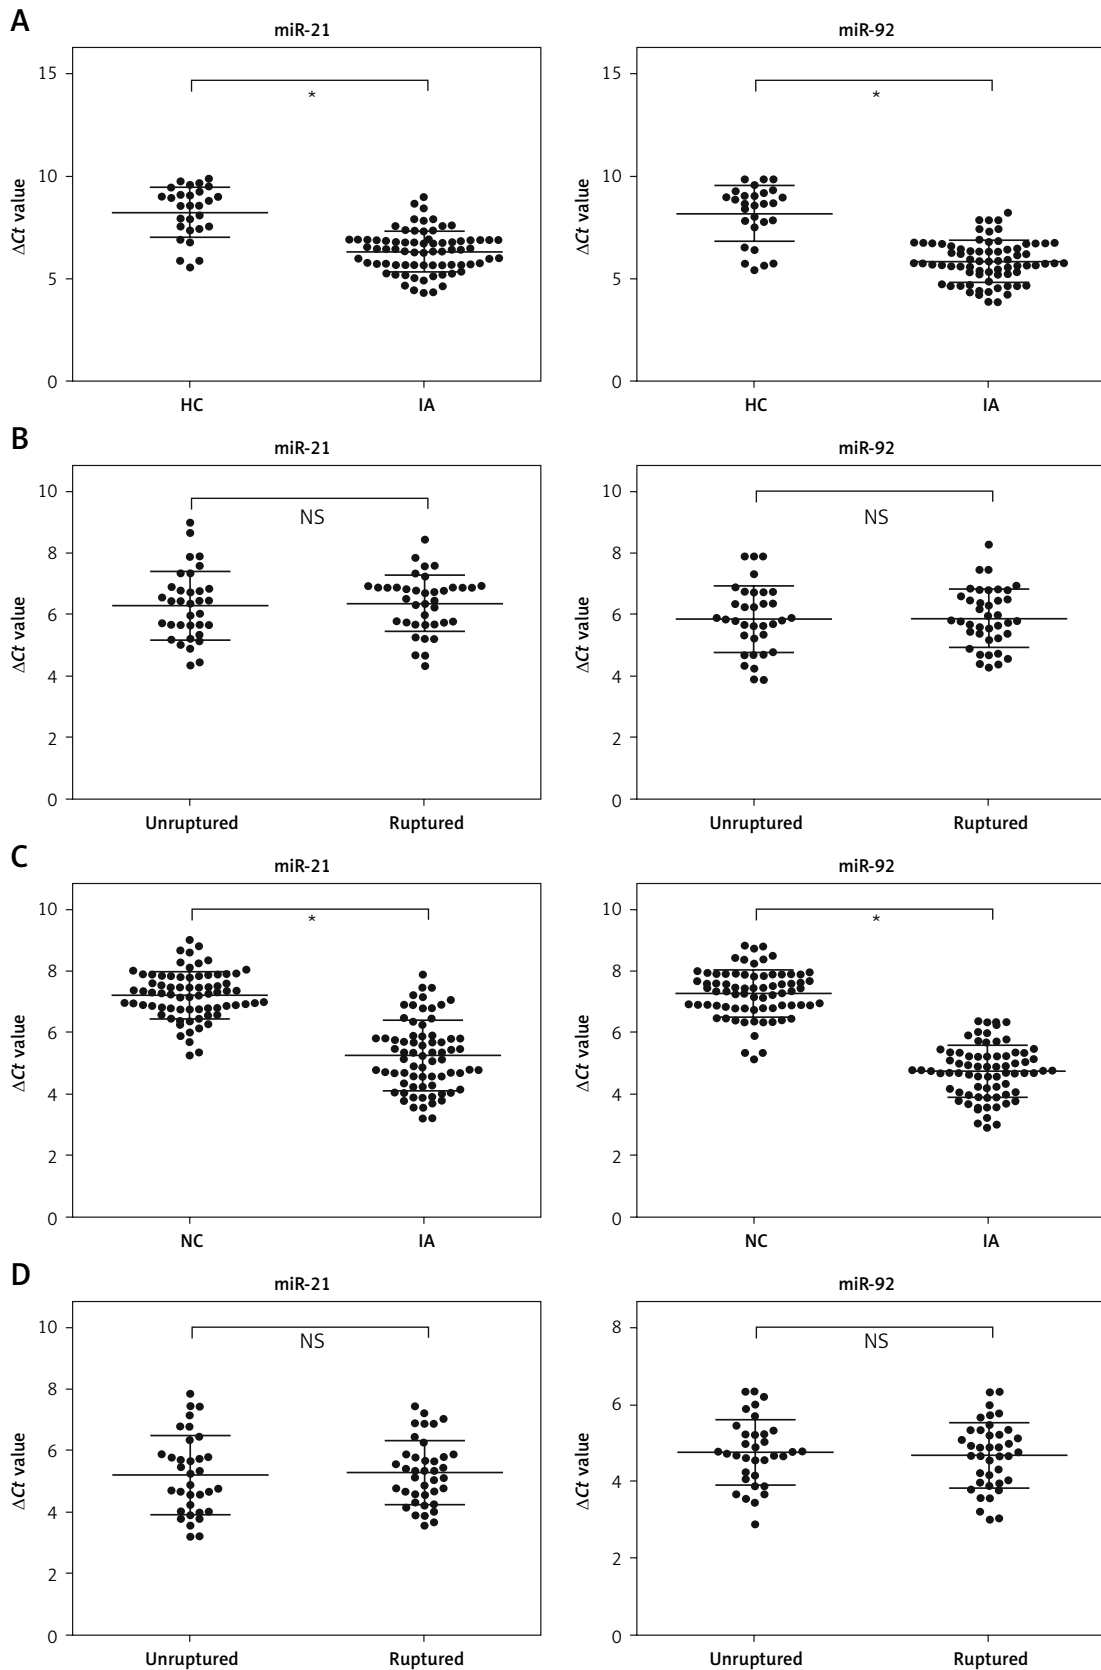 A
miR-21
miR-92
ΔCt value
15
10
5
0
*
HC
IA
ΔCt value
15
10
5
0
*
HC
IA
B
miR-21
miR-92
ΔCt value
10
8
6
4
2
0
NS
Unruptured
Ruptured
ΔCt value
10
8
6
4
2
0
NS
Unruptured
Ruptured
C
miR-21
miR-92
ΔCt value
10
8
6
4
2
0
*
NC
IA
ΔCt value
10
8
6
4
2
0
*
NC
IA
D
miR-21
miR-92
ΔCt value
10
8
6
4
2
0
NS
Unruptured
Ruptured
ΔCt value
8
6
4
2
0
NS
Unruptured
Ruptured